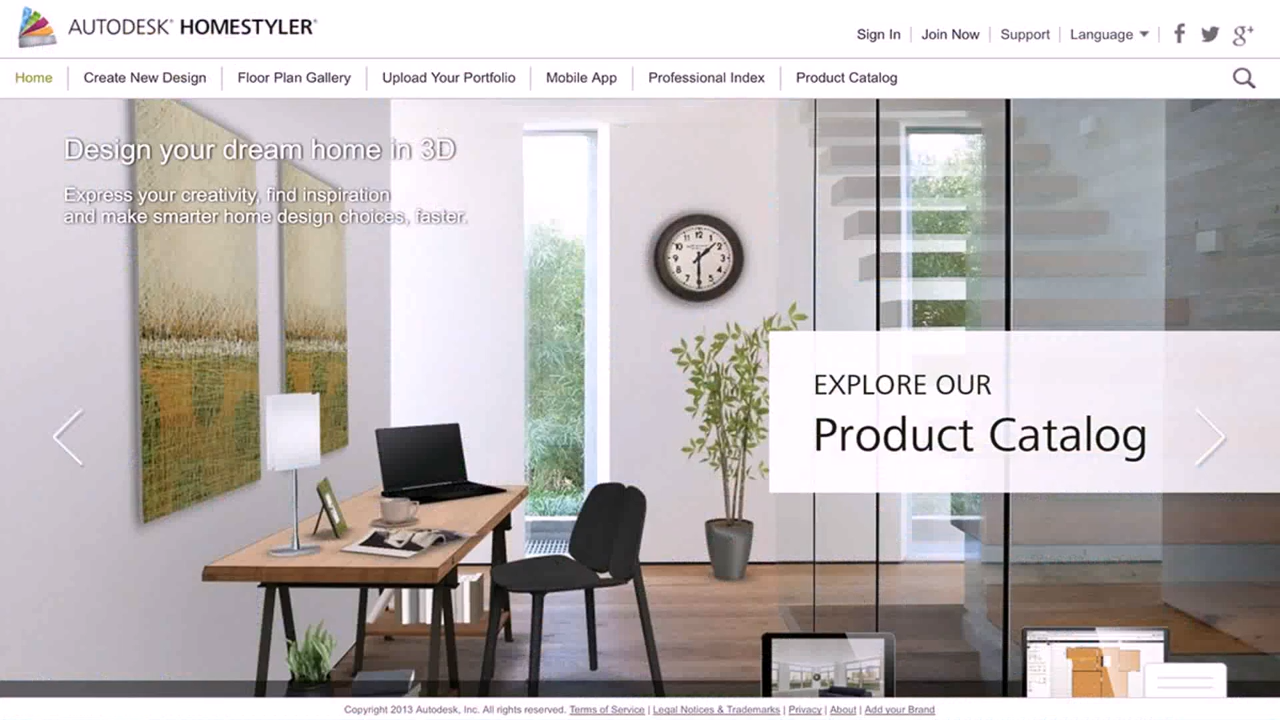 AUTODESK® HOMESTYLER®
Sign In Join Now Support Language
Home Create New Design Floor Plan Gallery Upload Your Portfolio Mobile App Professional Index Product Catalog
Design your dream home in 3D
Express your creativity, find inspiration
and make smarter home design choices, faster.
EXPLORE OUR
Product Catalog
Copyright 2013 Autodesk, Inc. All rights reserved. Terms of Service | Legal Notices & Trademarks | Privacy | About | Add your Brand